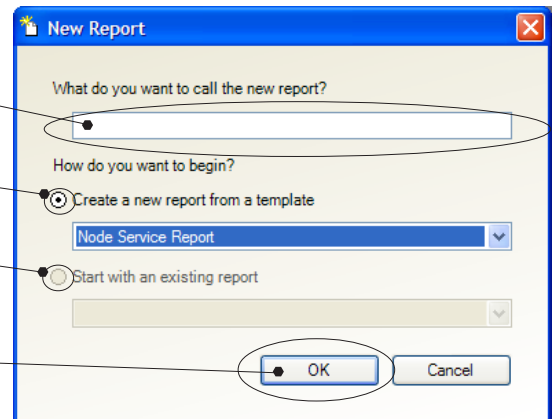 New Report
What do you want to call the new report?
How do you want to begin?
Create a new report from a template
Node Service Report
Start with an existing report
OK
Cancel